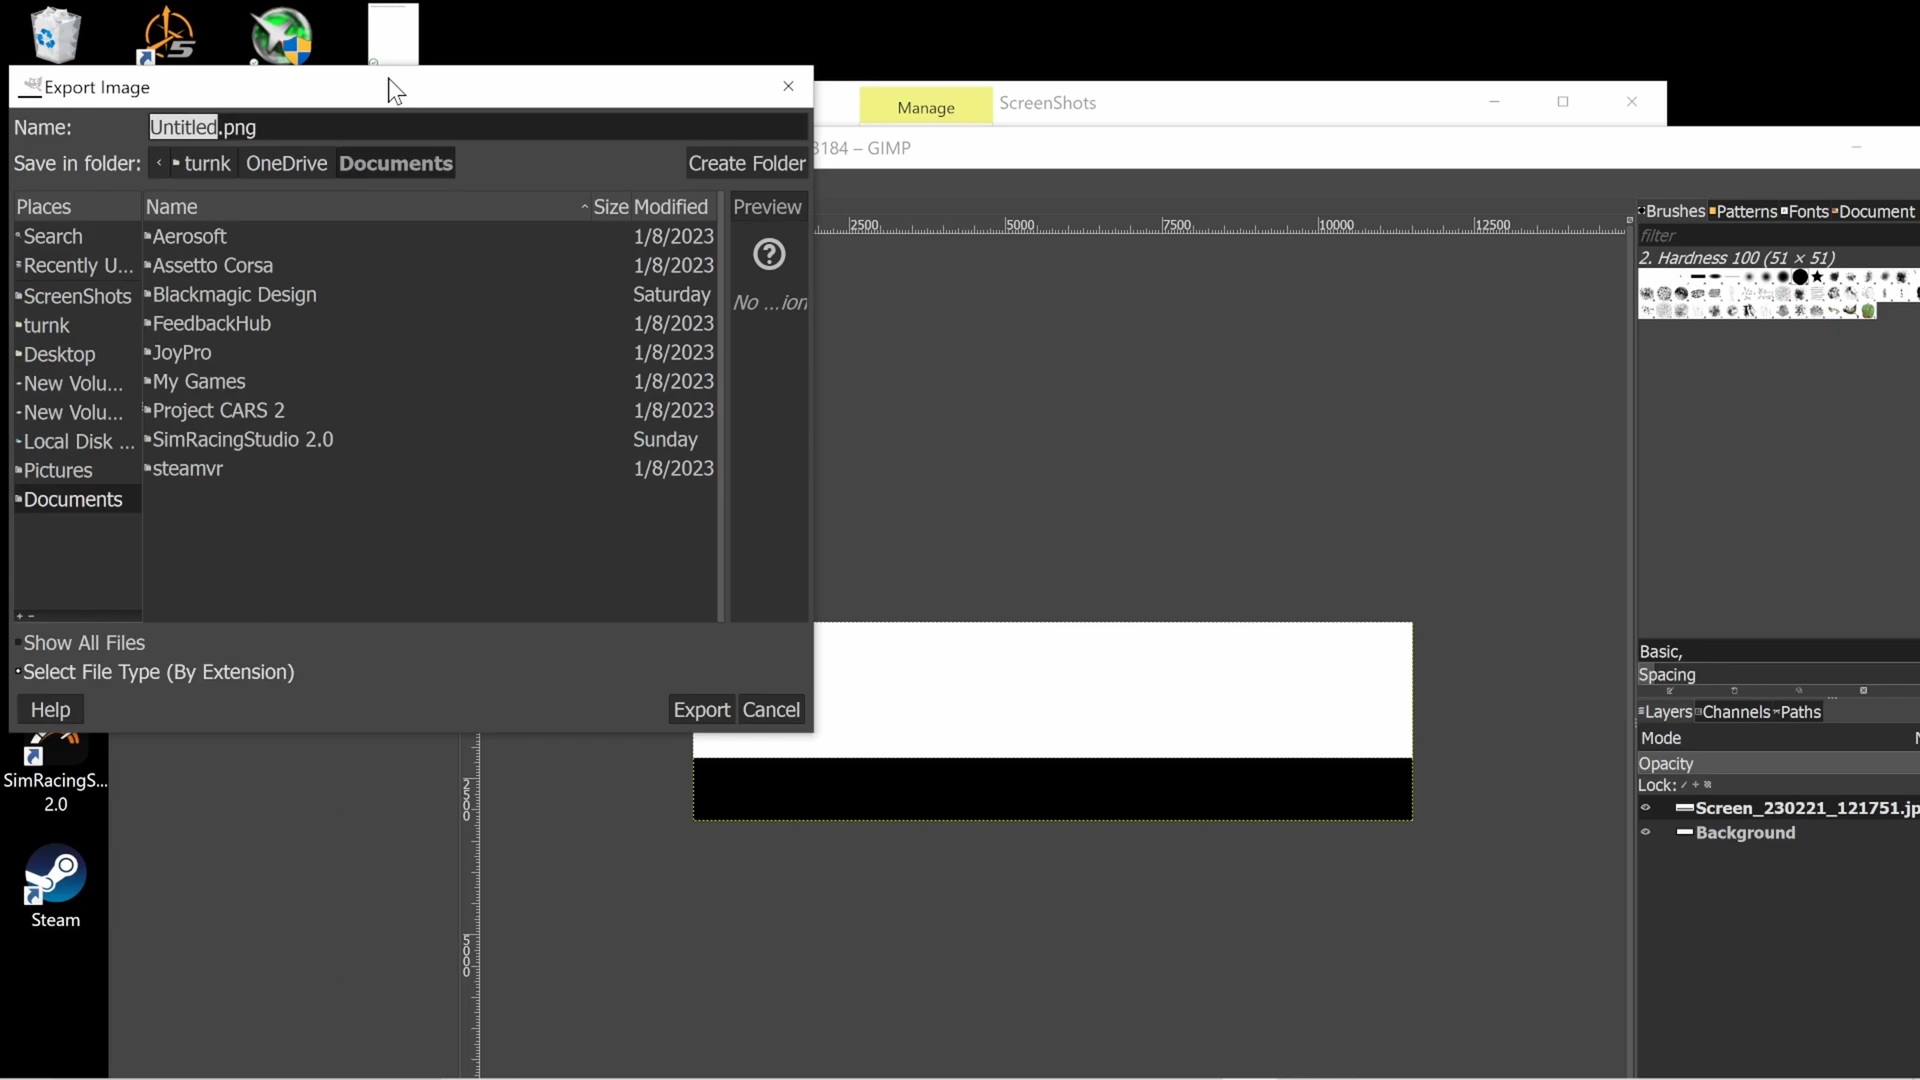 Export Image
Name:
Untitled.png
Save in folder:
turnk
OneDrive
Documents
Create Folder
Places
Search
Recently U...
ScreenShots
turnk
Desktop
New Volu...
New Volu...
Local Disk ...
Pictures
Documents
Name
Size
Modified
Aerosoft
1/8/2023
Assetto Corsa
1/8/2023
Blackmagic Design
Saturday
FeedbackHub
1/8/2023
JoyPro
1/8/2023
My Games
1/8/2023
Project CARS 2
1/8/2023
SimRacingStudio 2.0
Sunday
steamvr
1/8/2023
Preview
No ...ion
Show All Files
Select File Type (By Extension)
Help
Export
Cancel
Manage
ScreenShots
3184 – GIMP
2500
5000
7500
10000
12500
2500
5000
Brushes
Patterns
Fonts
Document
filter
2. Hardness 100 (51 × 51)
Basic,
Spacing
Layers
Channels
Paths
Mode
Opacity
Lock:
Screen_230221_121751.jp
Background
SimRacingS...
2.0
Steam